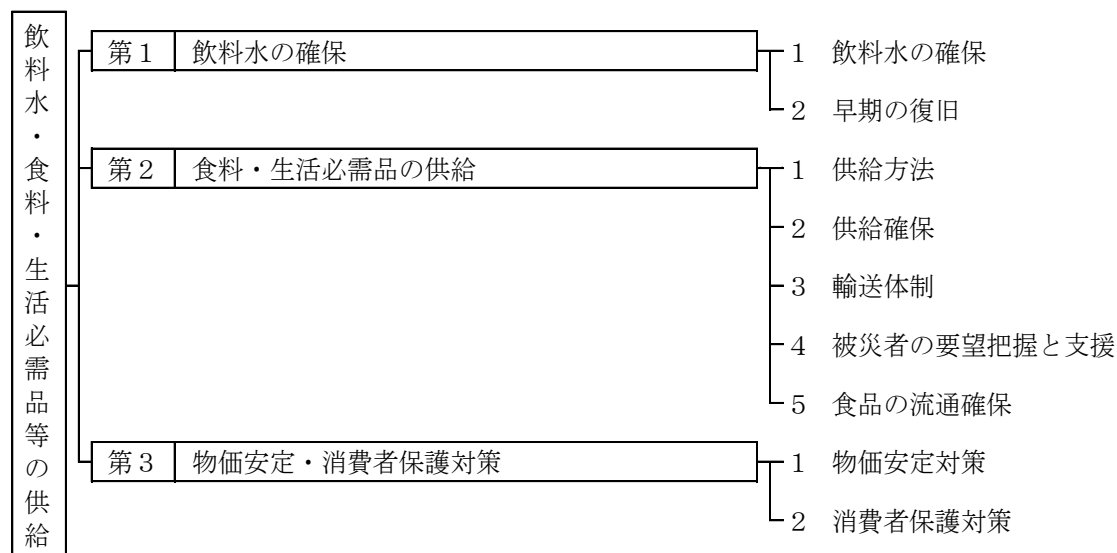 飲料水・食料・生活必需品等の供給
第１ 飲料水の確保
１ 飲料水の確保
２ 早期の復旧
第２ 食料・生活必需品の供給
１ 供給方法
２ 供給確保
３ 輸送体制
４ 被災者の要望把握と支援
５ 食品の流通確保
第３ 物価安定・消費者保護対策
１ 物価安定対策
２ 消費者保護対策